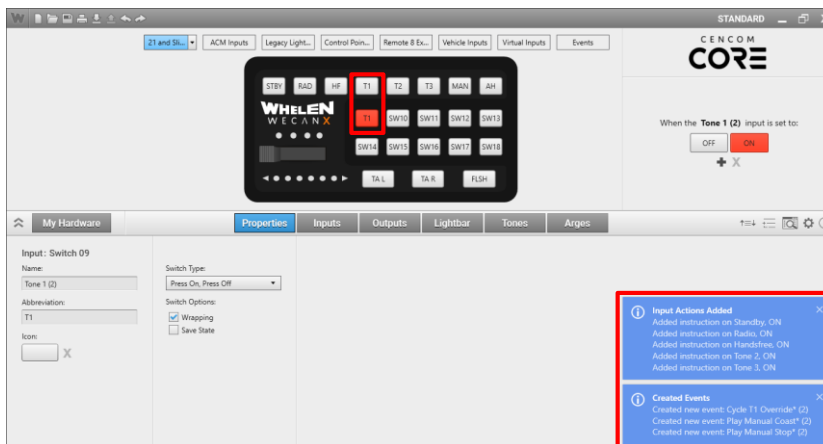 STANDARD
21 and Sli...
ACM Inputs
Legacy Light...
Control Poin...
Remote 8 Ex...
Vehicle Inputs
Virtual Inputs
Events
CENCOM
CORE
STBY RAD HF T1 T2 T3 MAN AH
WHELEN
WECANX
T1 SW10 SW11 SW12 SW13
SW14 SW15 SW16 SW17 SW18
TA L TA R FLSH
When the Tone 1 (2) input is set to:
OFF ON
My Hardware
Properties Inputs Outputs Lightbar Tones Arges
Input: Switch 09
Name:
Tone 1 (2)
Abbreviation:
T1
Icon:
X
Switch Type:
Press On, Press Off
Switch Options:
Wrapping
Save State
Input Actions Added
Added instruction on Standby, ON
Added instruction on Radio, ON
Added instruction on Handsfree, ON
Added instruction on Tone 2, ON
Added instruction on Tone 3, ON
Created Events
Created new event: Cycle T1 Override* (2)
Created new event: Play Manual Coast* (2)
Created new event: Play Manual Stop* (2)